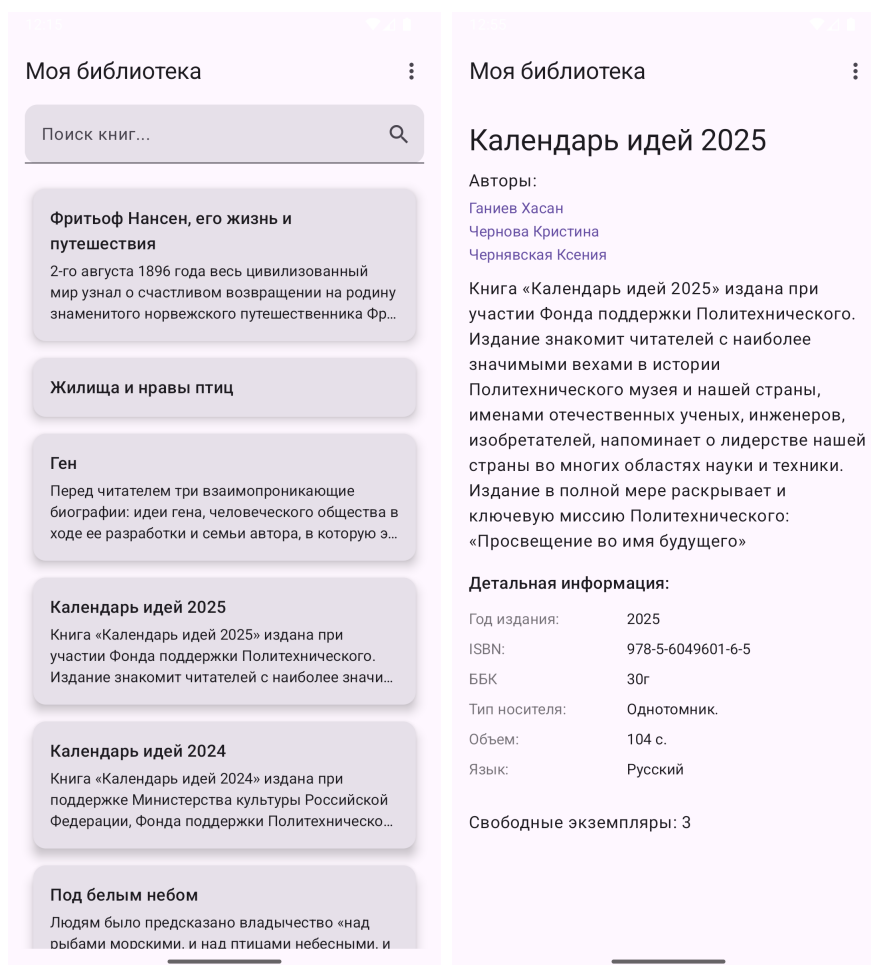 Моя библиотека
Поиск книг...
Фритьоф Нансен, его жизнь и
путешествия
2-го августа 1896 года весь цивилизованный
мир узнал о счастливом возвращении на родину
знаменитого норвежского путешественника Фр...
Жилища и нравы птиц
Ген
Перед читателем три взаимопроникающие
биографии: идеи гена, человеческого общества в
ходе ее разработки и семьи автора, в которую э...
Календарь идей 2025
Книга «Календарь идей 2025» издана при
участии Фонда поддержки Политехнического.
Издание знакомит читателей с наиболее значи...
Календарь идей 2024
Книга «Календарь идей 2024» издана при
поддержке Министерства культуры Российской
Федерации, Фонда поддержки Политехническо...
Под белым небом
Людям было предсказано владычество «над
рыбами морскими, и над птицами небесными, и
Моя библиотека
Календарь идей 2025
Авторы:
Ганиев Хасан
Чернова Кристина
Чернявская Ксения
Книга «Календарь идей 2025» издана при
участии Фонда поддержки Политехнического.
Издание знакомит читателей с наиболее
значимыми вехами в истории
Политехнического музея и нашей страны,
именами отечественных ученых, инженеров,
изобретателей, напоминает о лидерстве нашей
страны во многих областях науки и техники.
Издание в полной мере раскрывает и
ключевую миссию Политехнического:
«Просвещение во имя будущего»
Детальная информация:
Год издания: 2025
ISBN: 978-5-6049601-6-5
ББК 30г
Тип носителя: Однотомник.
Объем: 104 с.
Язык: Русский
Свободные экземпляры: 3